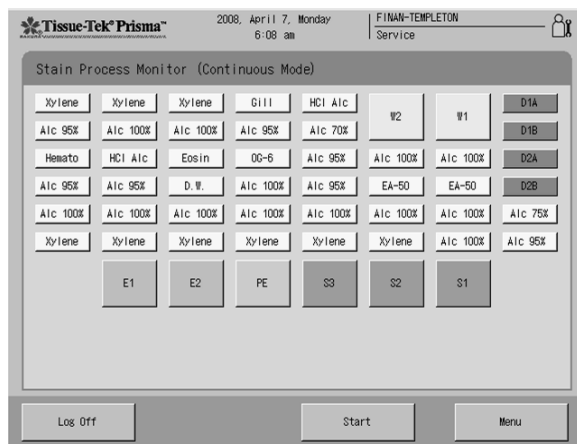 Tissue-Tek® Prisma™ 2008, April 7, Monday FINAN-TEMPLETON
6:08 am Service
Stain Process Monitor (Continuous Mode)
Xylene Xylene Xylene Gill HCl Alc W2 W1 D1A
Alc 95% Alc 100% Alc 100% Alc 95% Alc 70% D1B
Hemato HCl Alc Eosin OG-6 Alc 95% Alc 100% Alc 100% D2A
Alc 95% Alc 95% D.W. Alc 100% Alc 95% EA-50 EA-50 D2B
Alc 100% Alc 100% Alc 100% Alc 100% Alc 100% Alc 100% Alc 100% Alc 75%
Xylene Xylene Xylene Xylene Xylene Xylene Alc 100% Alc 95%
E1 E2 PE S3 S2 S1
Log Off Start Menu